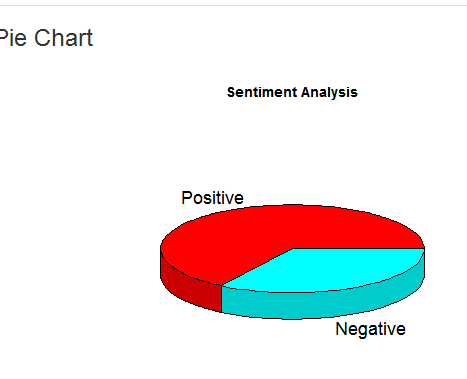 Pie Chart
Sentiment Analysis
Positive
Negative